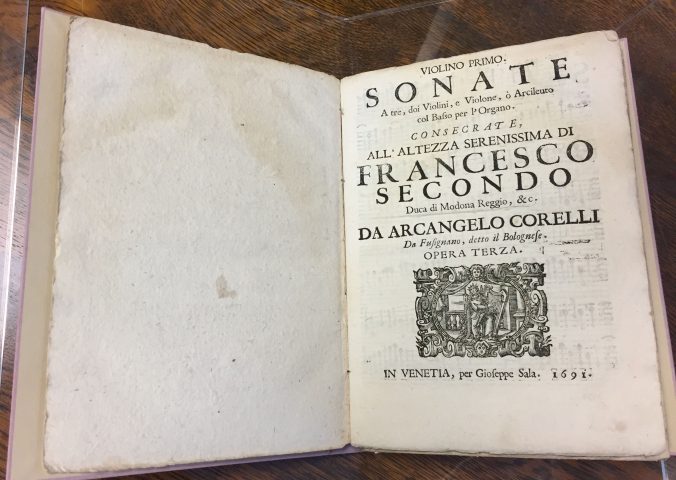 VIOLINO PRIMO.
SONATE
A tre, doi Violini, e Violone, ò Arcileuto
col Basso per l'Organo.
CONSECRATE,
ALL'ALTEZZA SERENISSIMA DI
FRANCESCO
SECONDO
Duca di Modona Reggio, &c.
DA ARCANGELO CORELLI
Da Fusignano, detto il Bolognese.
OPERA TERZA.
IN VENETIA, per Gioseppe Sala. 1691.